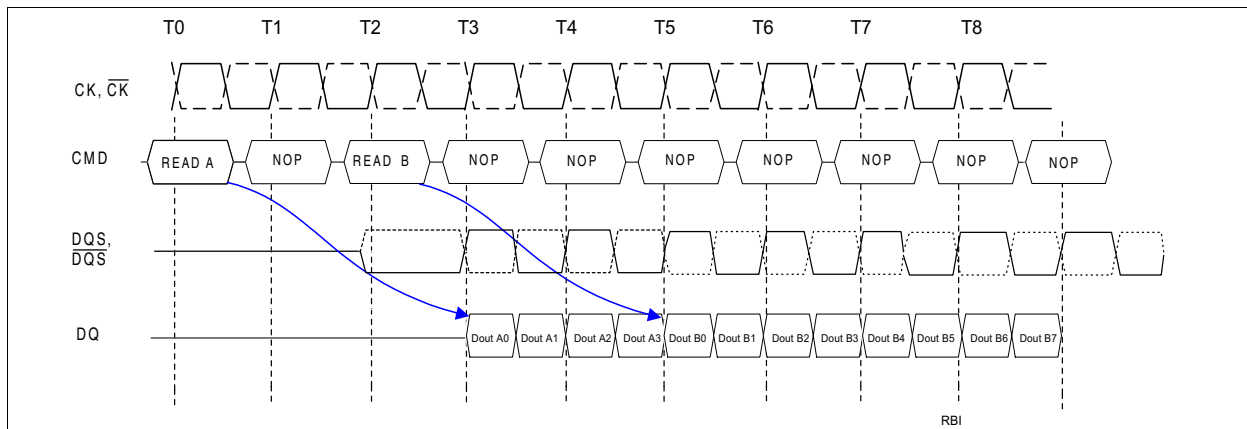 T0 T1 T2 T3 T4 T5 T6 T7 T8
CK, CK
CMD READ A NOP READ B NOP NOP NOP NOP NOP NOP NOP
DQS,
DQS
DQ Dout A0 Dout A1 Dout A2 Dout A3 Dout B0 Dout B1 Dout B2 Dout B3 Dout B4 Dout B5 Dout B6 Dout B7
RBI